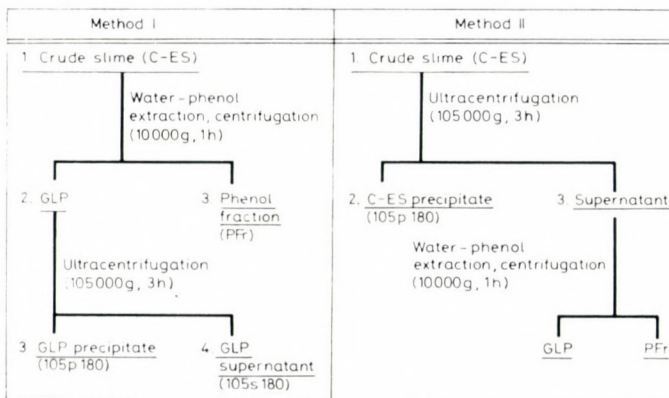 Method I
1. Crude slime (C-ES)
Water-phenol
extraction, centrifugation
(10000g, 1h)
2. GLP
3. Phenol
fraction
(PFr)
Ultracentrifugation
(105000g, 3h)
3 GLP precipitate
(105p 180)
4. GLP
supernatant
(105s 180)
Method II
1. Crude slime (C-ES)
Ultracentrifugation
(105000g, 3h)
2. C-ES precipitate
(105p 180)
3. Supernatant
Water-phenol
extraction, centrifugation
(10000g, 1h)
GLP
PFr